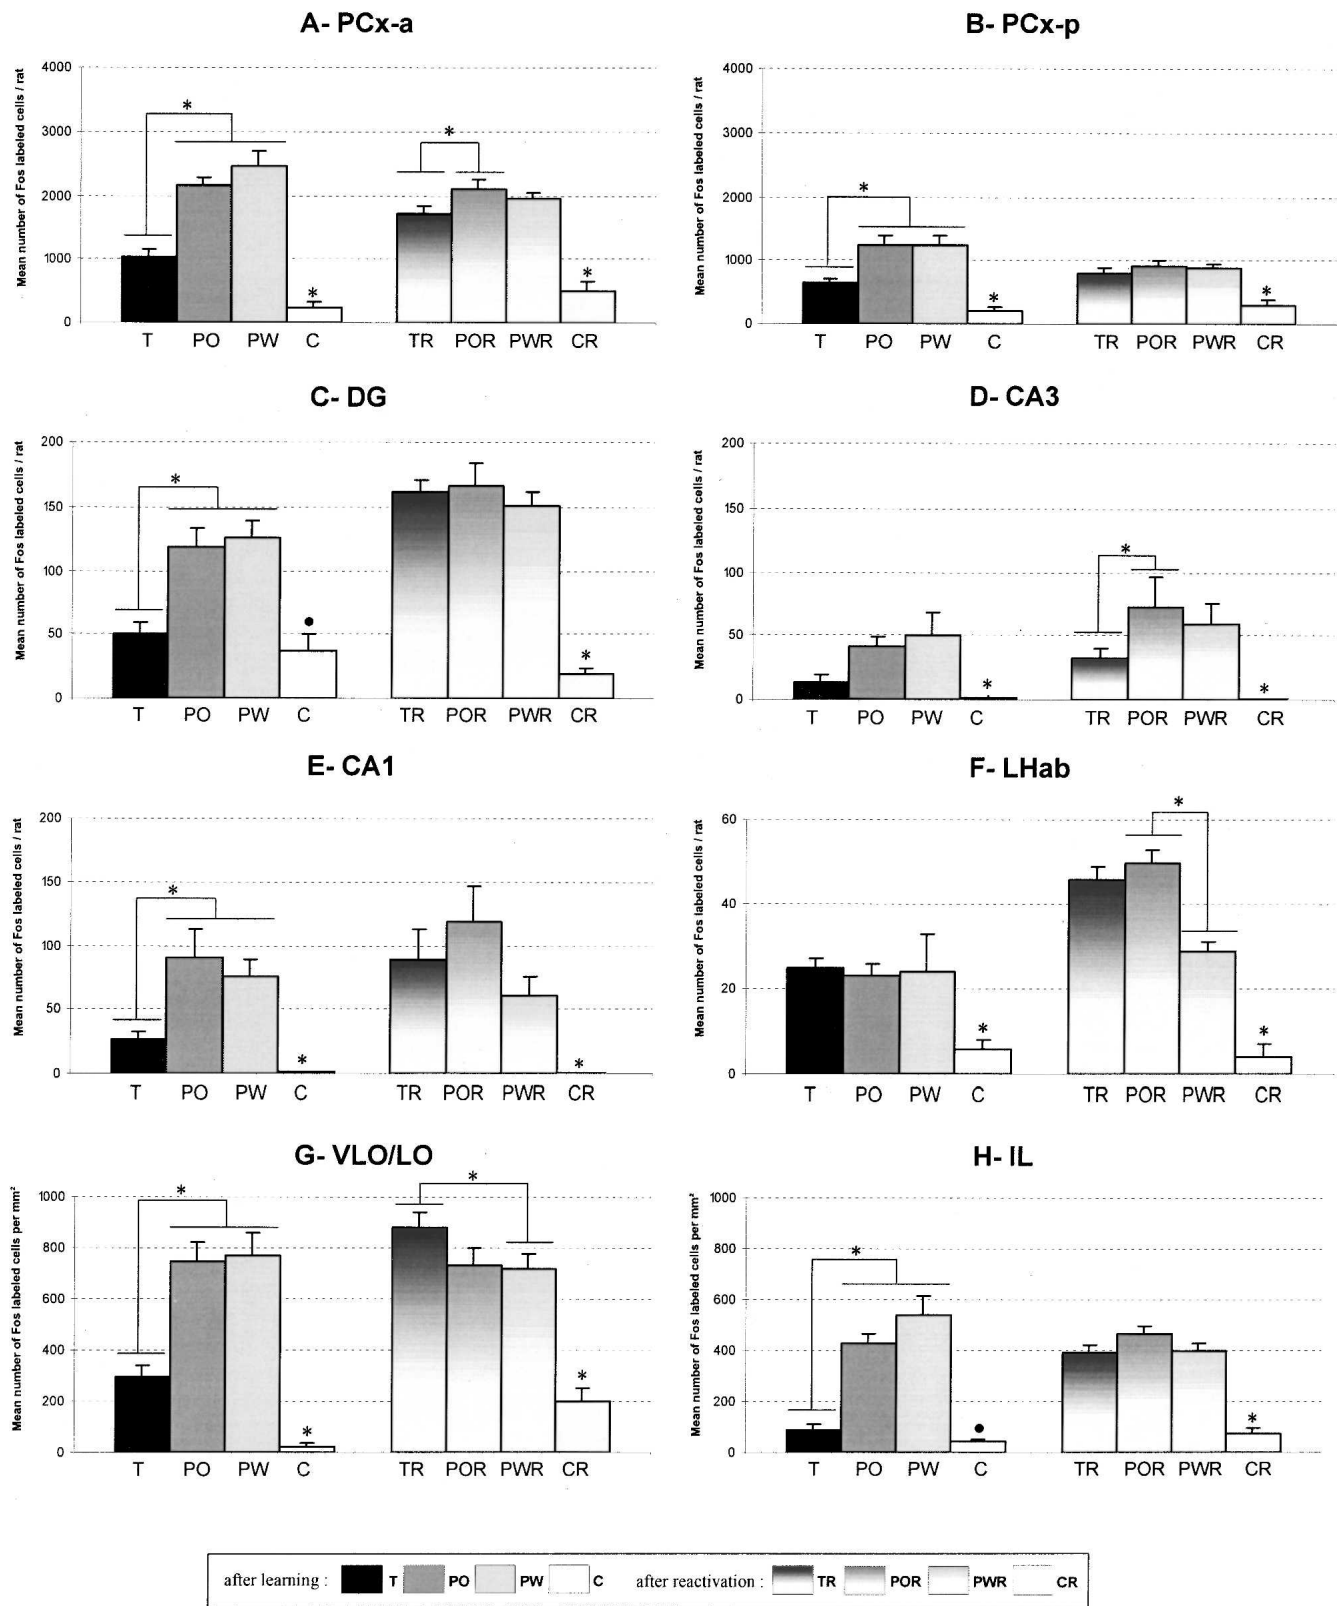 A- PCx-a
Mean number of Fos labeled cells / rat
4000
3000
2000
1000
0
*
*
*
*
T PO PW C TR POR PWR CR
B- PCx-p
Mean number of Fos labeled cells / rat
4000
3000
2000
1000
0
*
*
*
T PO PW C TR POR PWR CR
C- DG
Mean number of Fos labeled cells / rat
200
150
100
50
0
*
•
*
T PO PW C TR POR PWR CR
D- CA3
Mean number of Fos labeled cells / rat
200
150
100
50
0
*
*
*
T PO PW C TR POR PWR CR
E- CA1
Mean number of Fos labeled cells / rat
200
150
100
50
0
*
*
*
T PO PW C TR POR PWR CR
F- LHab
Mean number of Fos labeled cells / rat
60
40
20
0
*
*
*
T PO PW C TR POR PWR CR
G- VLO/LO
Mean number of Fos labeled cells per mm²
1000
800
600
400
200
0
*
*
*
*
T PO PW C TR POR PWR CR
H- IL
Mean number of Fos labeled cells per mm²
1000
800
600
400
200
0
*
•
*
T PO PW C TR POR PWR CR
after learning : T PO PW C after reactivation : TR POR PWR CR